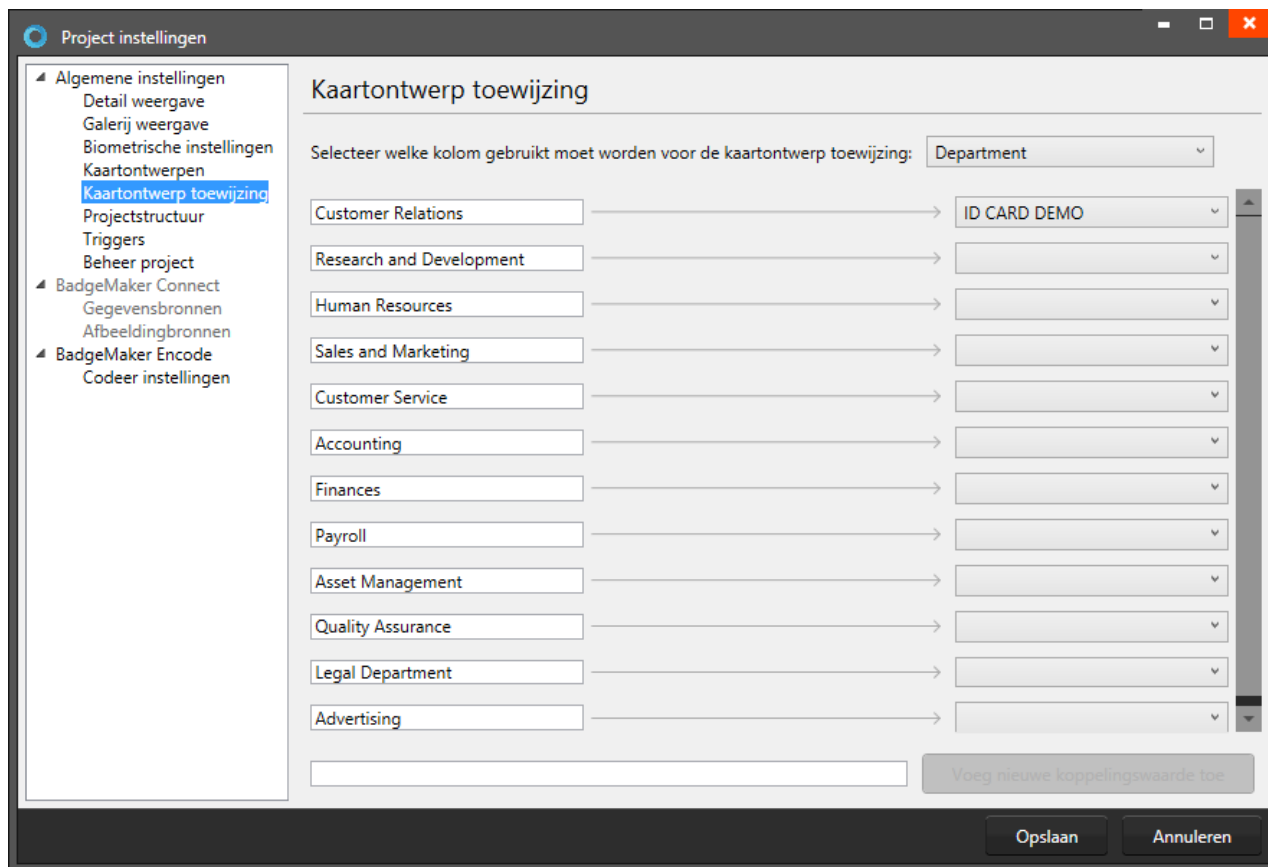 Project instellingen
Algemene instellingen
Detail weergave
Galerij weergave
Biometrische instellingen
Kaartontwerpen
Kaartontwerp toewijzing
Projectstructuur
Triggers
Beheer project
BadgeMaker Connect
Gegevensbronnen
Afbeeldingbronnen
BadgeMaker Encode
Codeer instellingen
Kaartontwerp toewijzing
Selecteer welke kolom gebruikt moet worden voor de kaartontwerp toewijzing: Department
Customer Relations ID CARD DEMO
Research and Development
Human Resources
Sales and Marketing
Customer Service
Accounting
Finances
Payroll
Asset Management
Quality Assurance
Legal Department
Advertising
Voeg nieuwe koppelingswaarde toe
Opslaan Annuleren